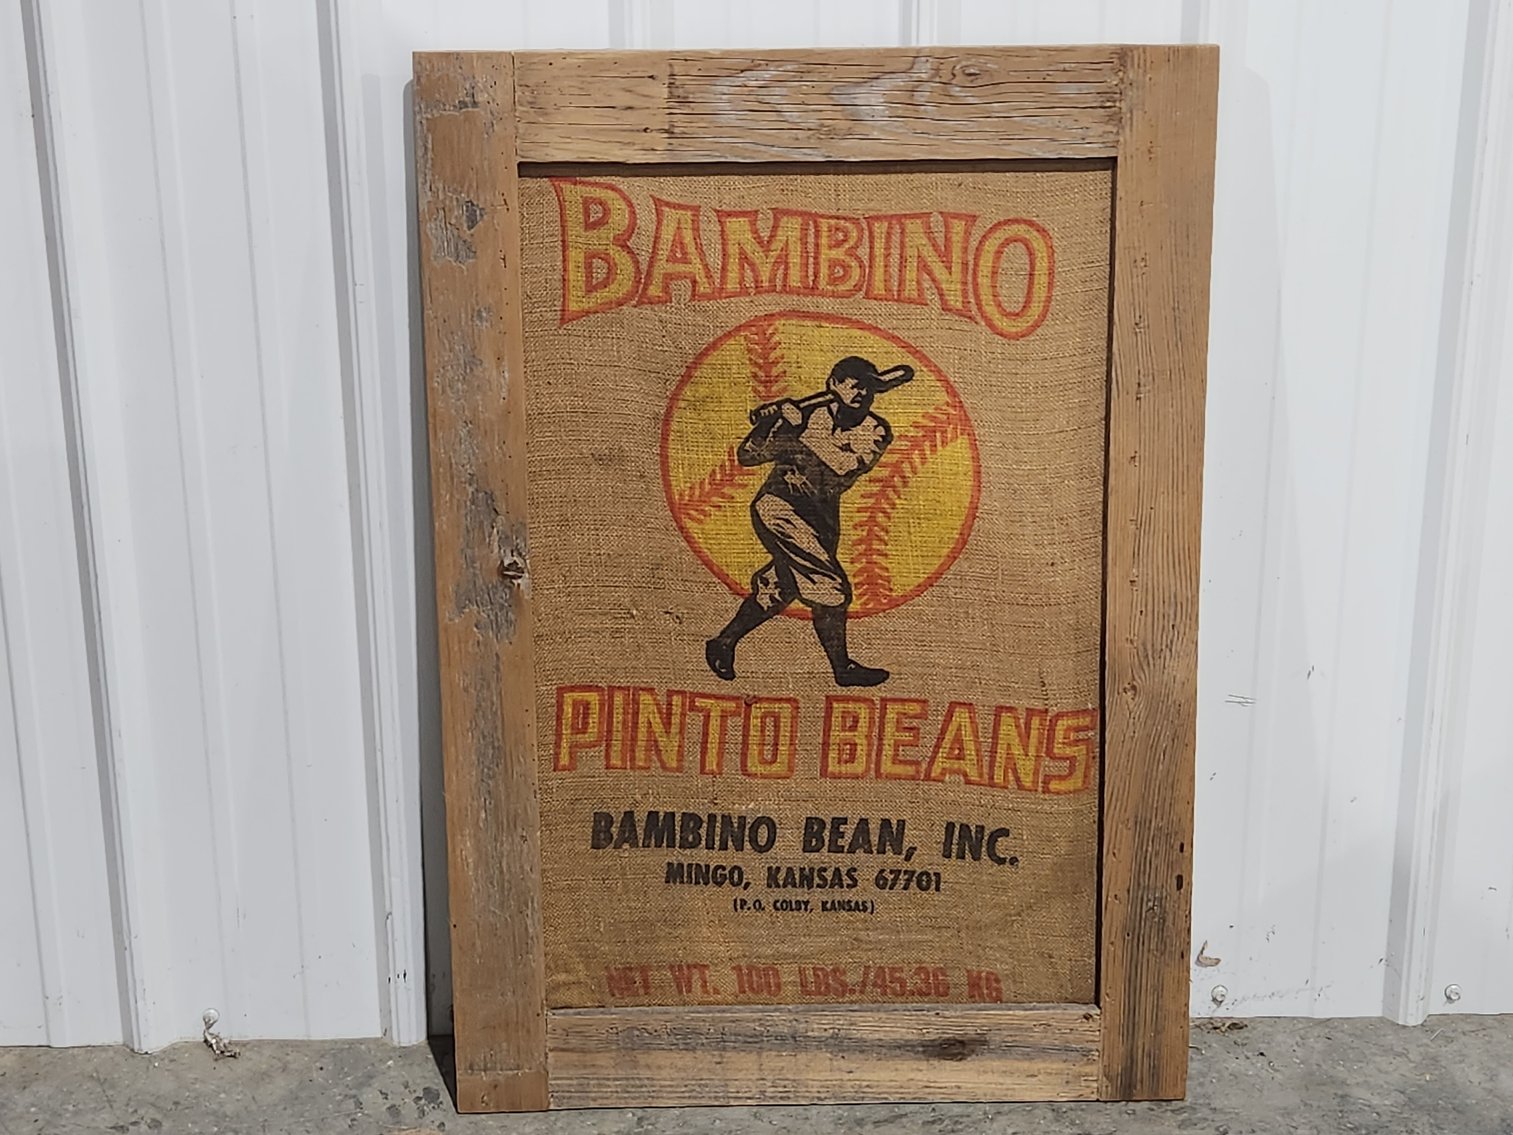 BAMBINO
PINTO BEANS
BAMBINO BEAN, INC.
MINGO, KANSAS 67701
(P.O. COLBY, KANSAS)
NET WT. 100 LBS./45.36 KG